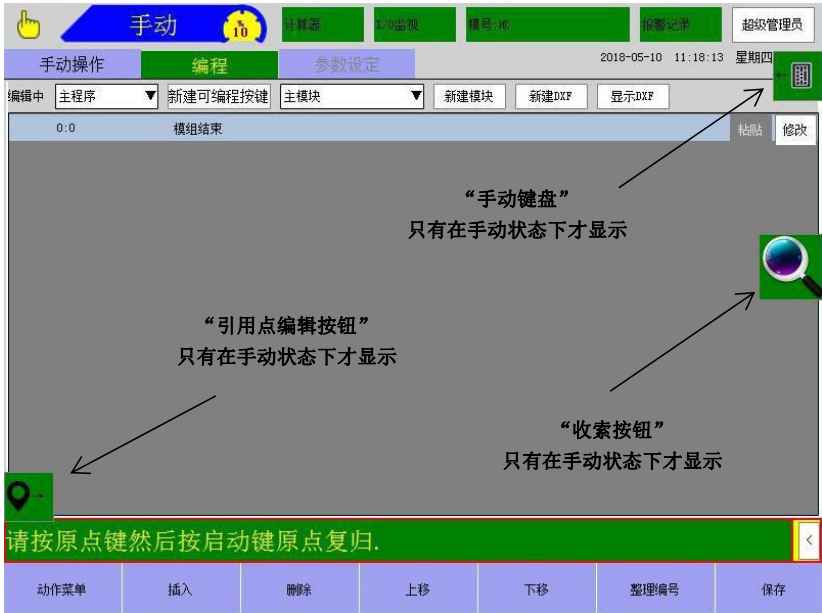 手动
%
10
计算器
I/O监视
模号:HC
报警记录
超级管理员
手动操作
编程
参数设定
2018-05-10 11:18:13 星期四
编辑中
主程序
新建可编程按键
主模块
新建模块
新建DXF
显示DXF
0:0
模组结束
粘贴
修改
“手动键盘”
只有在手动状态下才显示
“引用点编辑按钮”
只有在手动状态下才显示
“收索按钮”
只有在手动状态下才显示
请按原点键然后按启动键原点复归.
<
动作菜单
插入
删除
上移
下移
整理编号
保存